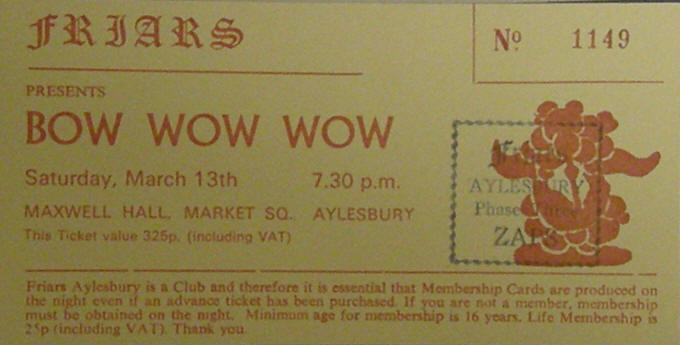 FRIARS
Nº 1149
PRESENTS
BOW WOW WOW
Saturday, March 13th 7.30 p.m.
MAXWELL HALL, MARKET SQ., AYLESBURY
This Ticket value 325p. (including VAT)
Friars
AYLESBURY
Phase Three
ZAPS
Friars Aylesbury is a Club and therefore it is essential that Membership Cards are produced on
the night even if an advance ticket has been purchased. If you are not a member, membership
must be obtained on the night. Minimum age for membership is 16 years. Life Membership is
25p (including VAT). Thank you.